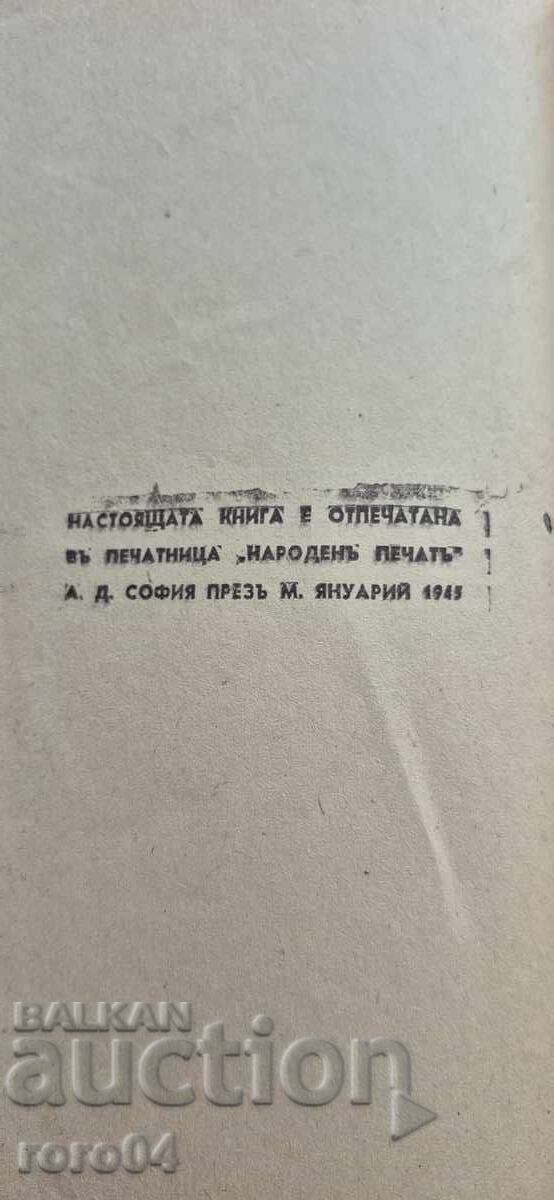 НАСТОЯЩАТА КНИГА Е ОТПЕЧАТАНА
ВЪ ПЕЧАТНИЦА „НАРОДЕНЪ ПЕЧАТЪ"
А. Д. СОФИЯ ПРЕЗЪ М. ЯНУАРИЙ 1945
BALKAN
auction
roro04